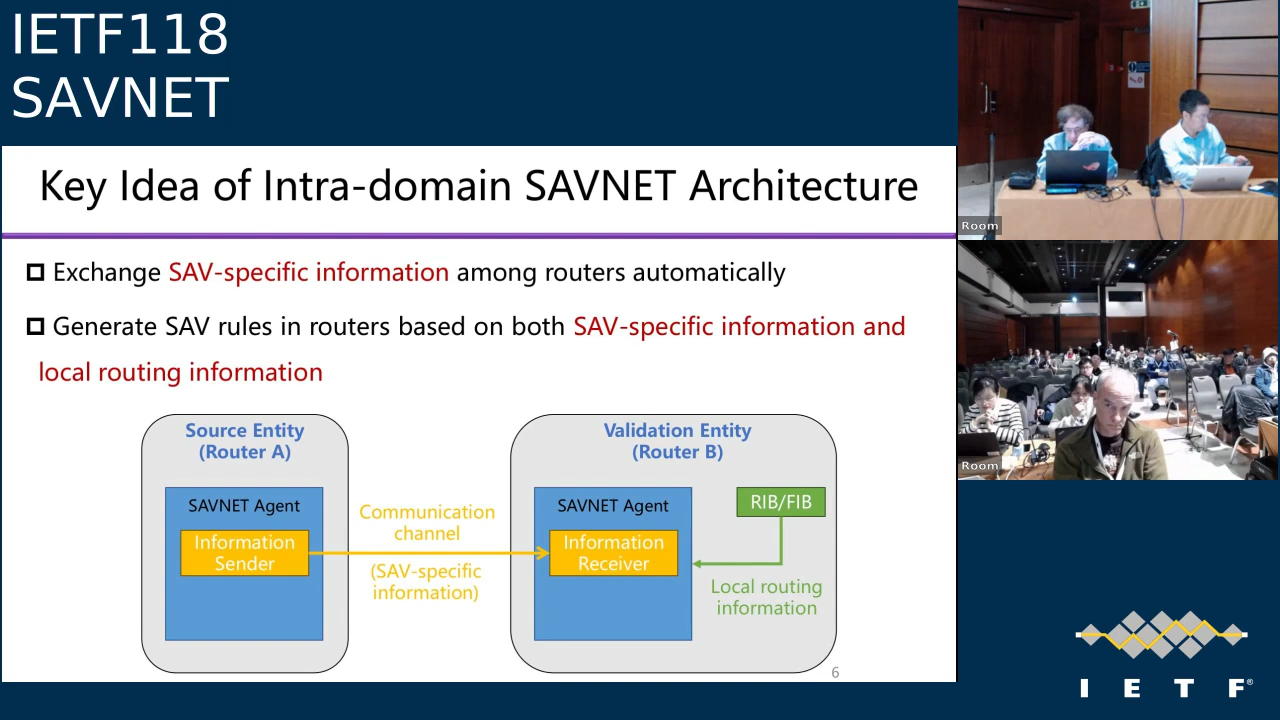 IETF118
SAVNET
Key Idea of Intra-domain SAVNET Architecture
Exchange SAV-specific information among routers automatically
Generate SAV rules in routers based on both SAV-specific information and
local routing information
Source Entity
(Router A)
SAVNET Agent
Information
Sender
Communication
channel
(SAV-specific
information)
Validation Entity
(Router B)
SAVNET Agent
Information
Receiver
RIB/FIB
Local routing
information
6
Room
Room
I E T F®